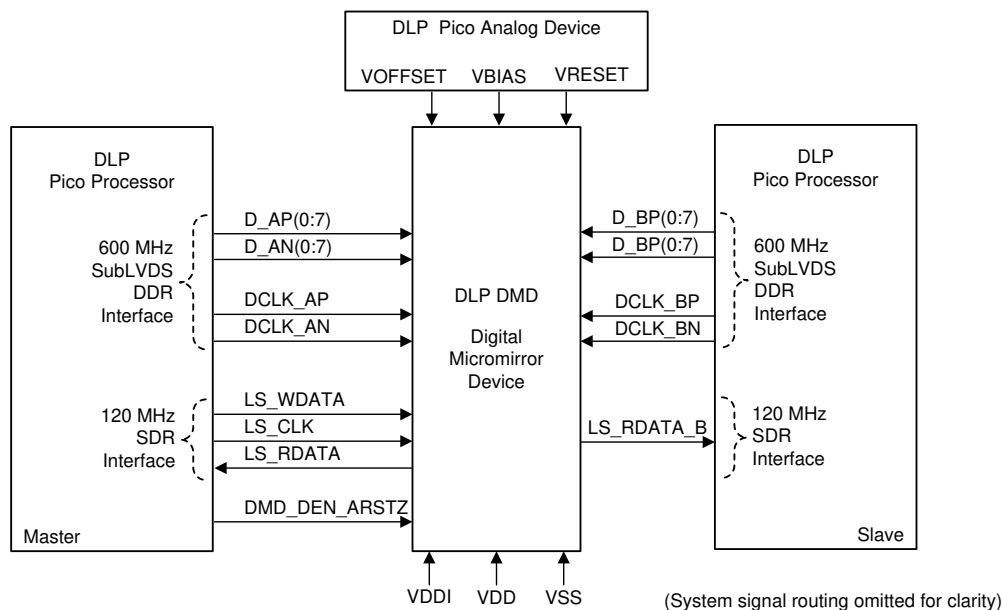 DLP Pico Analog Device
VOFFSET VBIAS VRESET
DLP
Pico Processor
D_AP(0:7)
D_AN(0:7)
600 MHz
SubLVDS
DDR
Interface
DCLK_AP
DCLK_AN
120 MHz
SDR
Interface
LS_WDATA
LS_CLK
LS_RDATA
DMD_DEN_ARSTZ
Master
DLP DMD
Digital
Micromirror
Device
VDDI VDD VSS
DLP
Pico Processor
D_BP(0:7)
D_BP(0:7)
600 MHz
SubLVDS
DDR
Interface
DCLK_BP
DCLK_BN
LS_RDATA_B
120 MHz
SDR
Interface
Slave
(System signal routing omitted for clarity)